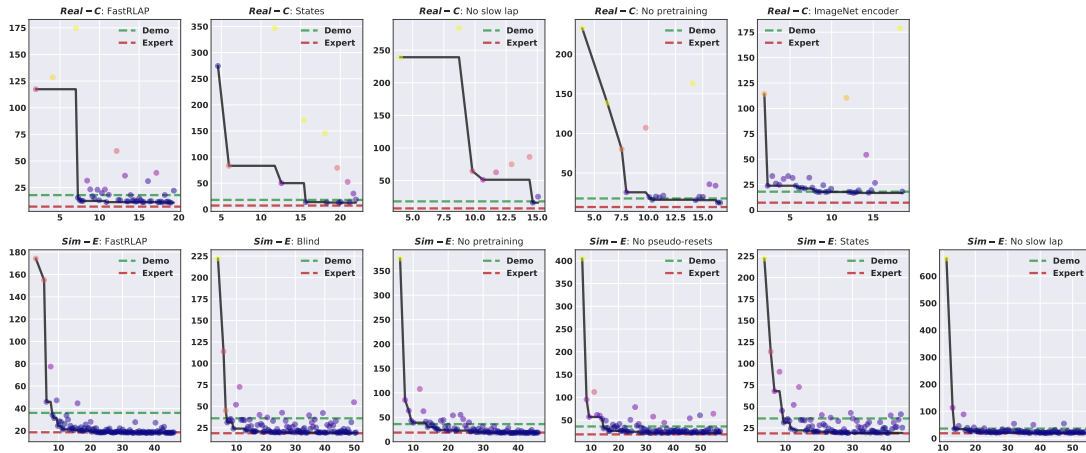 Real − C: FastRLAP
175
150
125
100
75
50
25
5 10 15 20
Demo
Expert
Real − C: States
350
300
250
200
150
100
50
0
5 10 15 20
Demo
Expert
Real − C: No slow lap
250
200
150
100
50
0
5.0 7.5 10.0 12.5 15.0
Demo
Expert
Real − C: No pretraining
200
150
100
50
0
5.0 7.5 10.0 12.5 15.0
Demo
Expert
Real − C: ImageNet encoder
175
150
125
100
75
50
25
0
5 10 15
Demo
Expert
Sim − E: FastRLAP
180
160
140
120
100
80
60
40
20
10 20 30 40
Demo
Expert
Sim − E: Blind
225
200
175
150
125
100
75
50
25
10 20 30 40 50
Demo
Expert
Sim − E: No pretraining
350
300
250
200
150
100
50
0
10 20 30 40
Demo
Expert
Sim − E: No pseudo-resets
400
350
300
250
200
150
100
50
0
10 20 30 40 50 60
Demo
Expert
Sim − E: States
225
200
175
150
125
100
75
50
25
10 20 30 40
Demo
Expert
Sim − E: No slow lap
600
500
400
300
200
100
0
10 20 30 40 50
Demo
Expert